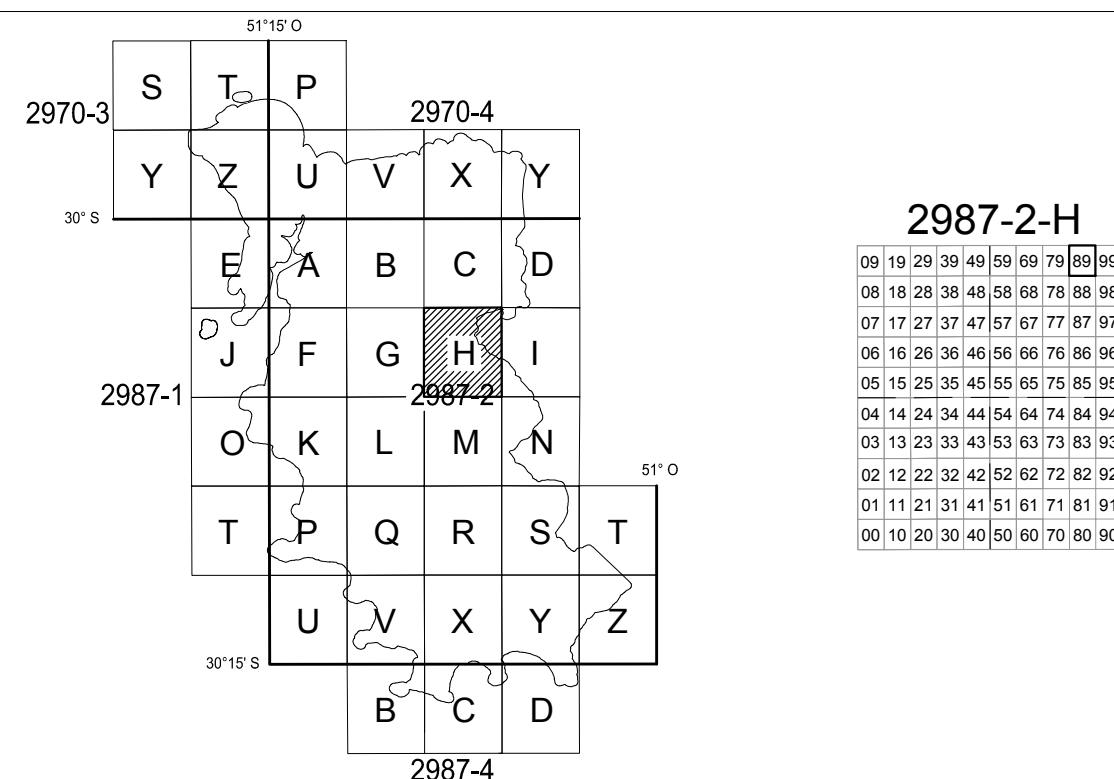 51°15' O
S T P
2970-3 2970-4
Y Z U V X Y
30° S
2987-2-H
E A B C D
09 19 29 39 49 59 69 79 89 99
08 18 28 38 48 58 68 78 88 98
J F G H I
07 17 27 37 47 57 67 77 87 97
06 16 26 36 46 56 66 76 86 96
2987-1 2987-2
05 15 25 35 45 55 65 75 85 95
04 14 24 34 44 54 64 74 84 94
O K L M N
03 13 23 33 43 53 63 73 83 93
51° O
02 12 22 32 42 52 62 72 82 92
01 11 21 31 41 51 61 71 81 91
T P Q R S T
00 10 20 30 40 50 60 70 80 90
U V X Y Z
30°15' S
B C D
2987-4